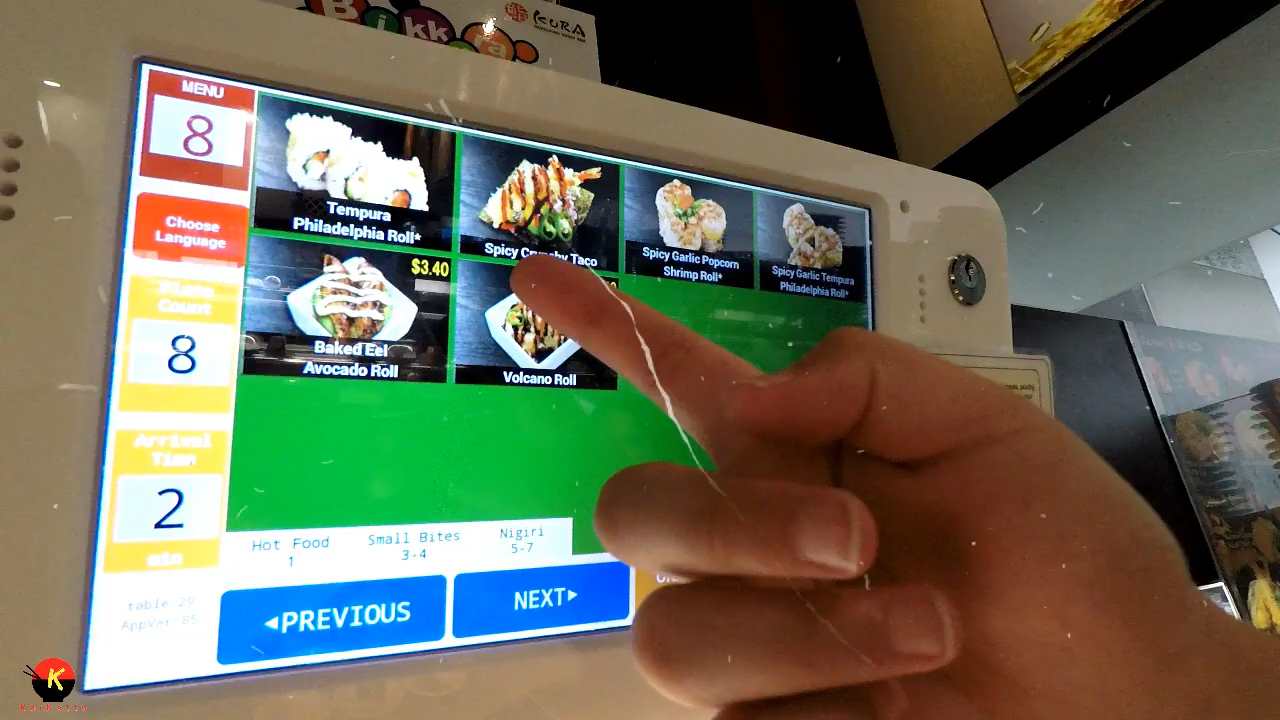 Bikkura
KURA
MENU
8
Choose
Language
Plate
Count
8
Arrival
Time
2
min
table 29
AppVer 85
Tempura
Philadelphia Roll*
Spicy Crunchy Taco
Spicy Garlic Popcorn
Shrimp Roll*
Spicy Garlic Tempura
Philadelphia Roll*
$3.40
Baked Eel
Avocado Roll
Volcano Roll
Hot Food
1
Small Bites
3-4
Nigiri
5-7
◀PREVIOUS
NEXT▶
K